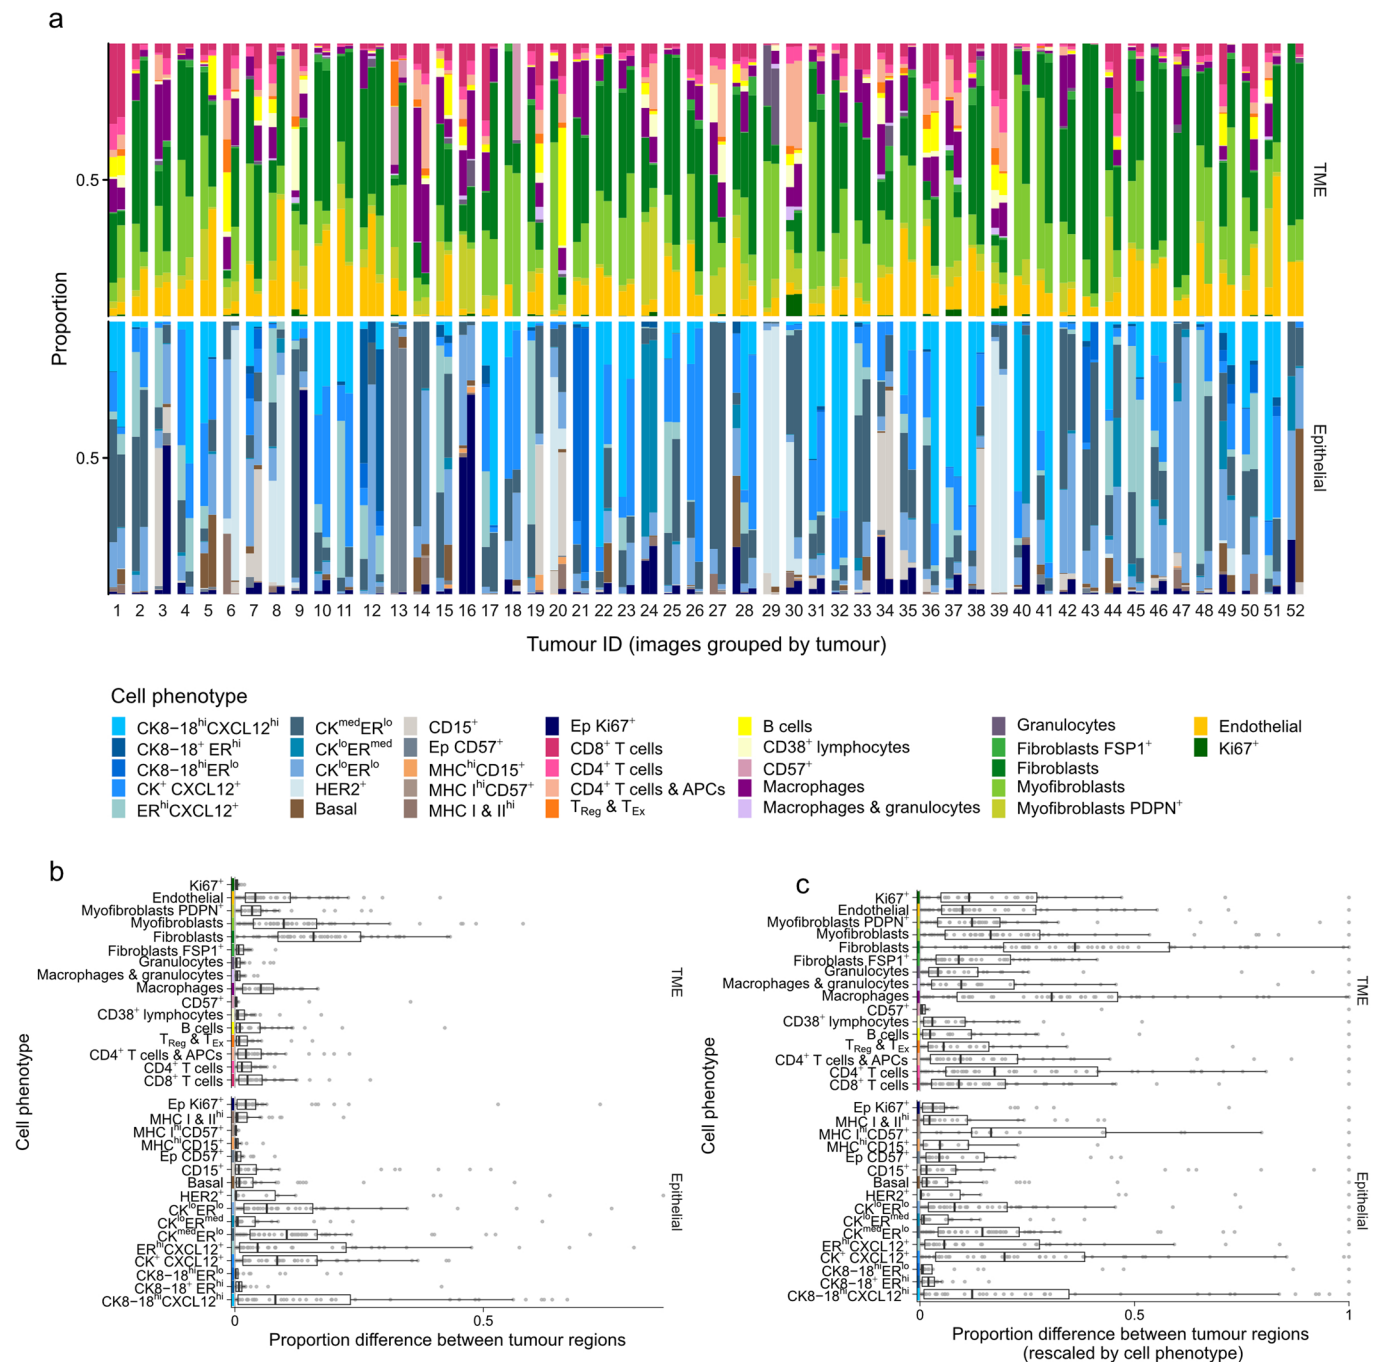 a
0.5
0.5
Proportion
TME
Epithelial
1 2 3 4 5 6 7 8 9 10 11 12 13 14 15 16 17 18 19 20 21 22 23 24 25 26 27 28 29 30 31 32 33 34 35 36 37 38 39 40 41 42 43 44 45 46 47 48 49 50 51 52
Tumour ID (images grouped by tumour)
Cell phenotype
CK8−18hiCXCL12hi
CK8−18+ ERhi
CK8−18hiERlo
CK+ CXCL12+
ERhiCXCL12+
CKmedERlo
CKloERmed
CKloERlo
HER2+
Basal
CD15+
Ep CD57+
MHChiCD15+
MHC IhiCD57+
MHC I & IIhi
Ep Ki67+
CD8+ T cells
CD4+ T cells
CD4+ T cells & APCs
TReg & TEx
B cells
CD38+ lymphocytes
CD57+
Macrophages
Macrophages & granulocytes
Granulocytes
Fibroblasts FSP1+
Fibroblasts
Myofibroblasts
Myofibroblasts PDPN+
Endothelial
Ki67+
b
Cell phenotype
Ki67+
Endothelial
Myofibroblasts PDPN+
Myofibroblasts
Fibroblasts
Fibroblasts FSP1+
Granulocytes
Macrophages & granulocytes
Macrophages
CD57+
CD38+ lymphocytes
B cells
TReg & TEx
CD4+ T cells & APCs
CD4+ T cells
CD8+ T cells
TME
Ep Ki67+
MHC I & IIhi
MHC IhiCD57+
MHChiCD15+
Ep CD57+
CD15+
Basal
HER2+
CKloERlo
CKloERmed
CKmedERlo
ERhiCXCL12+
CK+ CXCL12+
CK8−18hiERlo
CK8−18+ ERhi
CK8−18hiCXCL12hi
Epithelial
0 0.5
Proportion difference between tumour regions
c
Cell phenotype
Ki67+
Endothelial
Myofibroblasts PDPN+
Myofibroblasts
Fibroblasts
Fibroblasts FSP1+
Granulocytes
Macrophages & granulocytes
Macrophages
CD57+
CD38+ lymphocytes
B cells
TReg & TEx
CD4+ T cells & APCs
CD4+ T cells
CD8+ T cells
TME
Ep Ki67+
MHC I & IIhi
MHC IhiCD57+
MHChiCD15+
Ep CD57+
CD15+
Basal
HER2+
CKloERlo
CKloERmed
CKmedERlo
ERhiCXCL12+
CK+ CXCL12+
CK8−18hiERlo
CK8−18+ ERhi
CK8−18hiCXCL12hi
Epithelial
0 0.5 1
Proportion difference between tumour regions
(rescaled by cell phenotype)